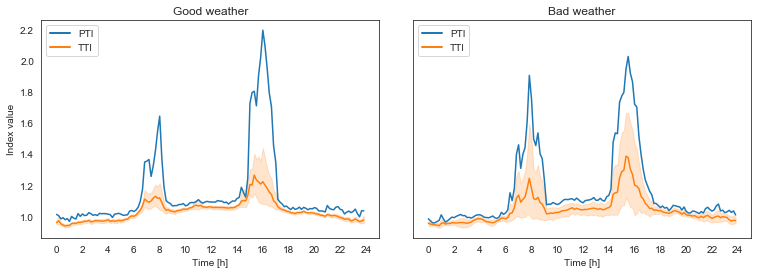 Good weather
PTI
TTI
2.2
2.0
1.8
1.6
1.4
1.2
1.0
Index value
0 2 4 6 8 10 12 14 16 18 20 22 24
Time [h]
Bad weather
PTI
TTI
0 2 4 6 8 10 12 14 16 18 20 22 24
Time [h]